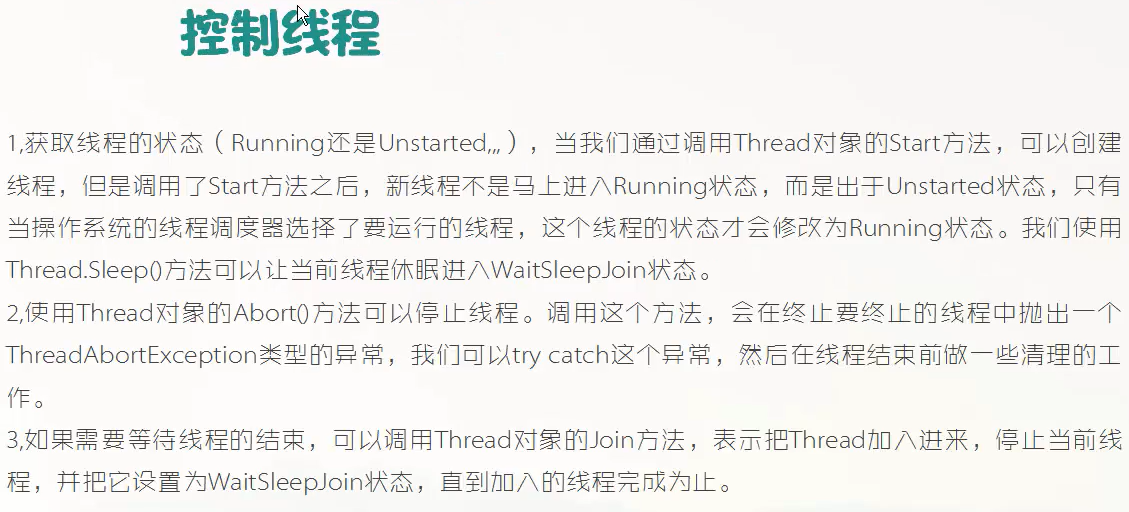 控制线程
1,获取线程的状态（Running还是Unstarted,,,），当我们通过调用Thread对象的Start方法，可以创建
线程，但是调用了Start方法之后，新线程不是马上进入Running状态，而是出于Unstarted状态，只有
当操作系统的线程调度器选择了要运行的线程，这个线程的状态才会修改为Running状态。我们使用
Thread.Sleep()方法可以让当前线程休眠进入WaitSleepJoin状态。
2,使用Thread对象的Abort()方法可以停止线程。调用这个方法，会在终止要终止的线程中抛出一个
ThreadAbortException类型的异常，我们可以try catch这个异常，然后在线程结束前做一些清理的工
作。
3,如果需要等待线程的结束，可以调用Thread对象的Join方法，表示把Thread加入进来，停止当前线
程，并把它设置为WaitSleepJoin状态，直到加入的线程完成为止。